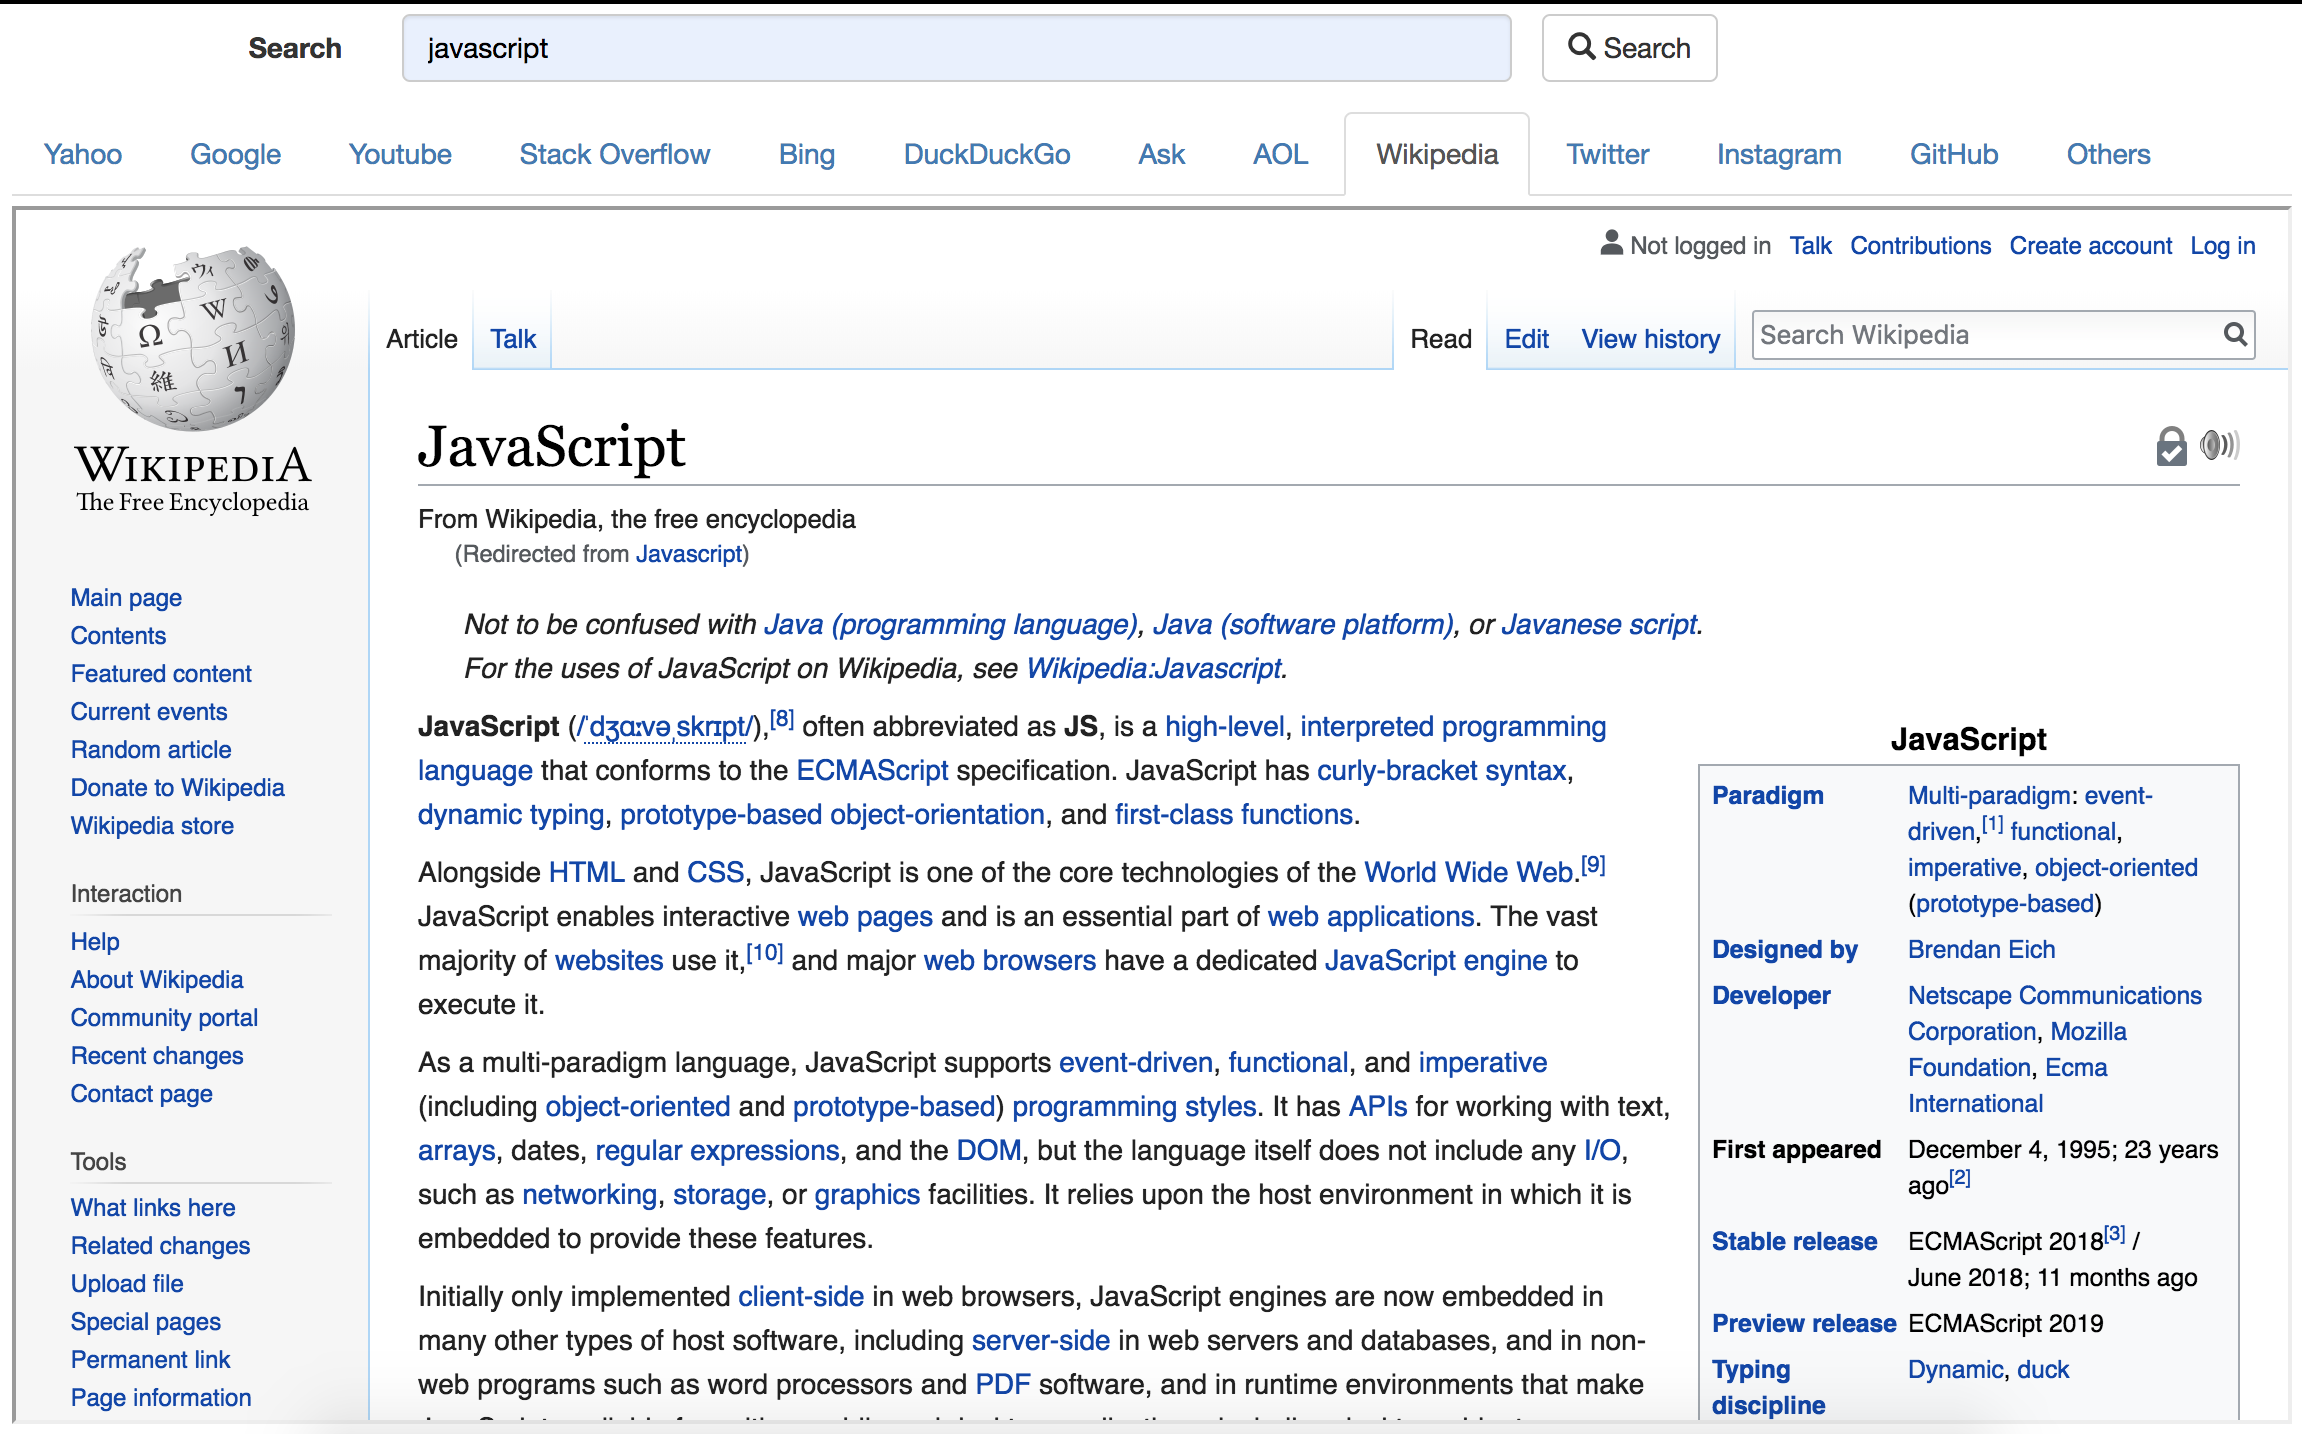 Search
javascript
Search
Yahoo
Google
Youtube
Stack Overflow
Bing
DuckDuckGo
Ask
AOL
Wikipedia
Twitter
Instagram
GitHub
Others
Not logged in
Talk
Contributions
Create account
Log in
WIKIPEDIA
The Free Encyclopedia
Article
Talk
Read
Edit
View history
Search Wikipedia
Main page
Contents
Featured content
Current events
Random article
Donate to Wikipedia
Wikipedia store
Interaction
Help
About Wikipedia
Community portal
Recent changes
Contact page
Tools
What links here
Related changes
Upload file
Special pages
Permanent link
Page information
JavaScript
From Wikipedia, the free encyclopedia
(Redirected from Javascript)
Not to be confused with Java (programming language), Java (software platform), or Javanese script.
For the uses of JavaScript on Wikipedia, see Wikipedia:Javascript.
JavaScript (/ˈdʒɑːvəˌskrɪpt/),[8] often abbreviated as JS, is a high-level, interpreted programming
language that conforms to the ECMAScript specification. JavaScript has curly-bracket syntax,
dynamic typing, prototype-based object-orientation, and first-class functions.
Alongside HTML and CSS, JavaScript is one of the core technologies of the World Wide Web.[9]
JavaScript enables interactive web pages and is an essential part of web applications. The vast
majority of websites use it,[10] and major web browsers have a dedicated JavaScript engine to
execute it.
As a multi-paradigm language, JavaScript supports event-driven, functional, and imperative
(including object-oriented and prototype-based) programming styles. It has APIs for working with text,
arrays, dates, regular expressions, and the DOM, but the language itself does not include any I/O,
such as networking, storage, or graphics facilities. It relies upon the host environment in which it is
embedded to provide these features.
Initially only implemented client-side in web browsers, JavaScript engines are now embedded in
many other types of host software, including server-side in web servers and databases, and in non-
web programs such as word processors and PDF software, and in runtime environments that make
JavaScript
Paradigm
Multi-paradigm: event-
driven,[1] functional,
imperative, object-oriented
(prototype-based)
Designed by
Brendan Eich
Developer
Netscape Communications
Corporation, Mozilla
Foundation, Ecma
International
First appeared
December 4, 1995; 23 years
ago[2]
Stable release
ECMAScript 2018[3] /
June 2018; 11 months ago
Preview release
ECMAScript 2019
Typing
discipline
Dynamic, duck